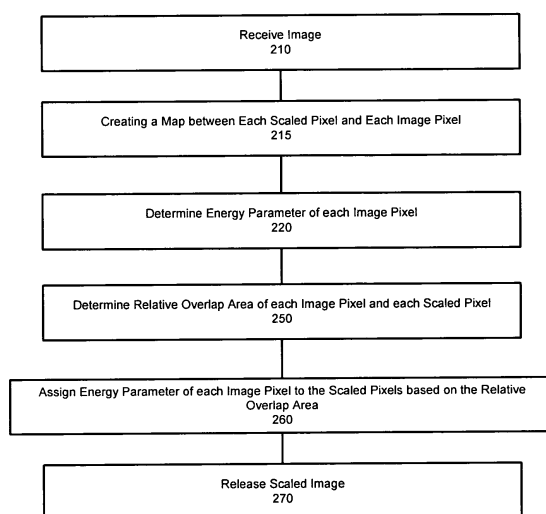 Receive Image
210
Creating a Map between Each Scaled Pixel and Each Image Pixel
215
Determine Energy Parameter of each Image Pixel
220
Determine Relative Overlap Area of each Image Pixel and each Scaled Pixel
250
Assign Energy Parameter of each Image Pixel to the Scaled Pixels based on the Relative
Overlap Area
260
Release Scaled Image
270